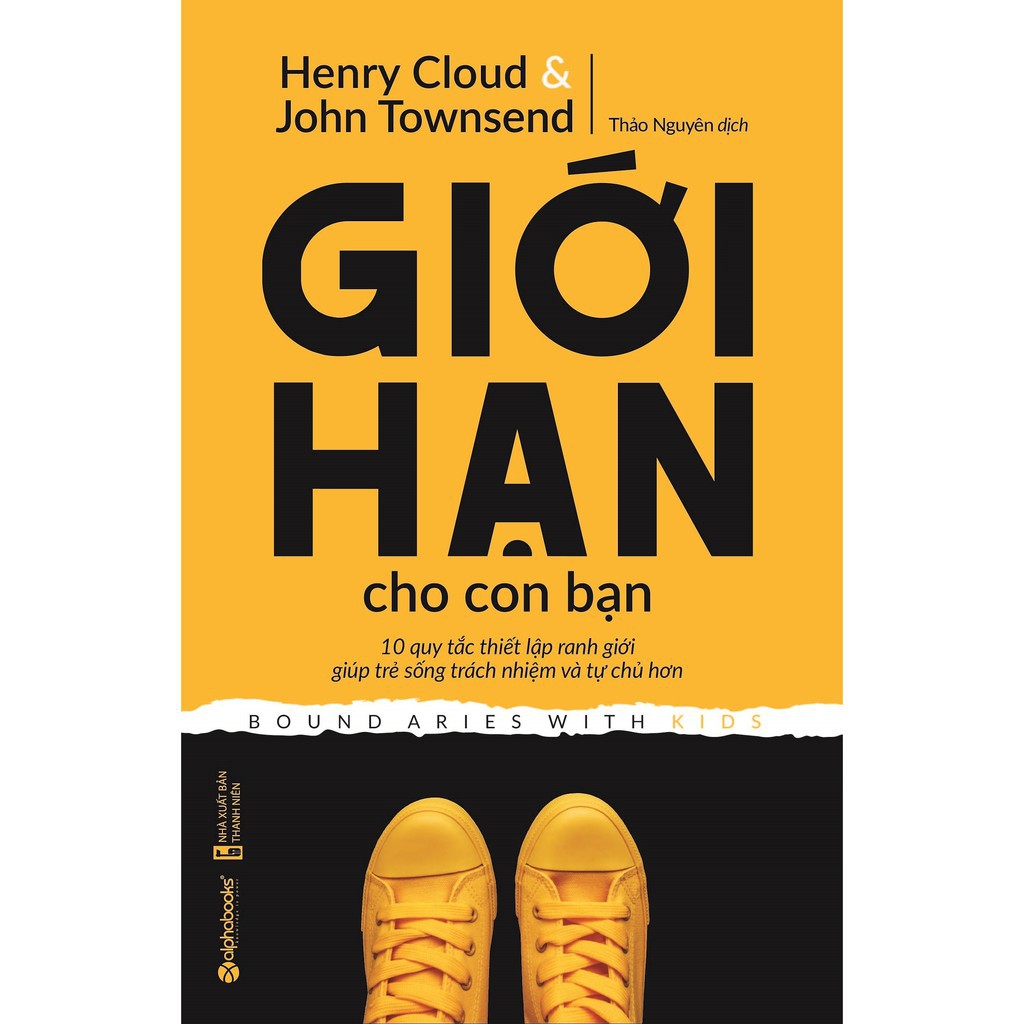 Henry Cloud &
John Townsend
Thảo Nguyên dịch
GIỚI
HẠN
cho con bạn
10 quy tắc thiết lập ranh giới
giúp trẻ sống trách nhiệm và tự chủ hơn
BOUND ARIES WITH KIDS
NHÀ XUẤT BẢN
THANH NIÊN
alphabooks®